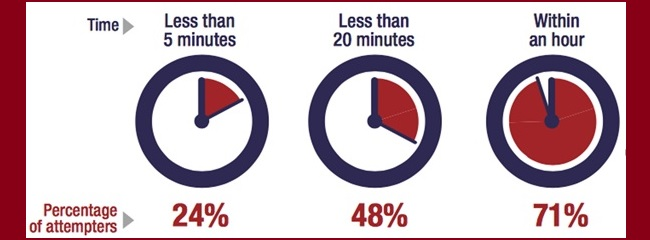 Time
Less than
5 minutes
Less than
20 minutes
Within
an hour
Percentage
of attempters
24%
48%
71%